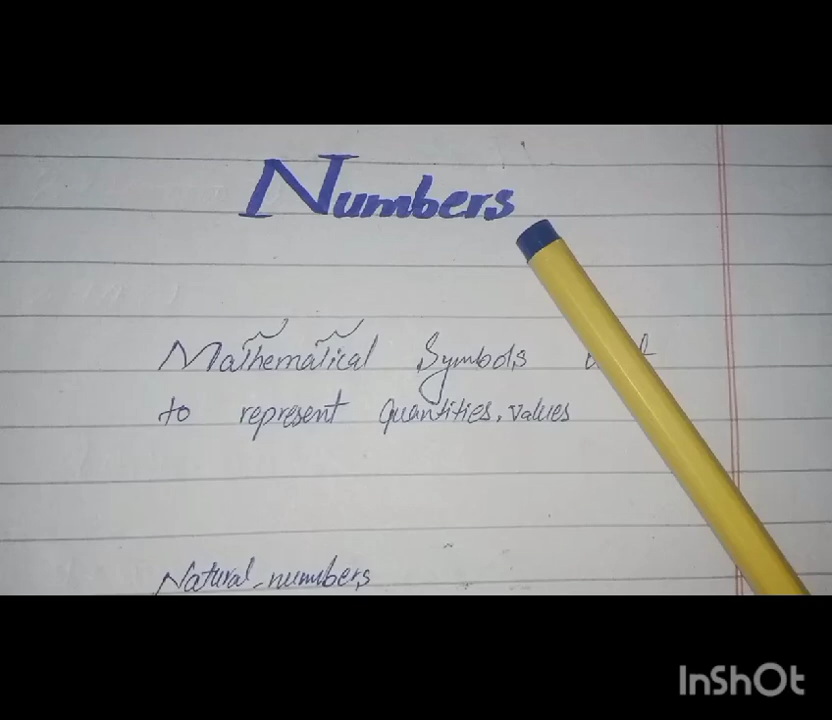 Numbers
Mathematical Symbols
to represent Quantities, values
Natural numbers
InShOt